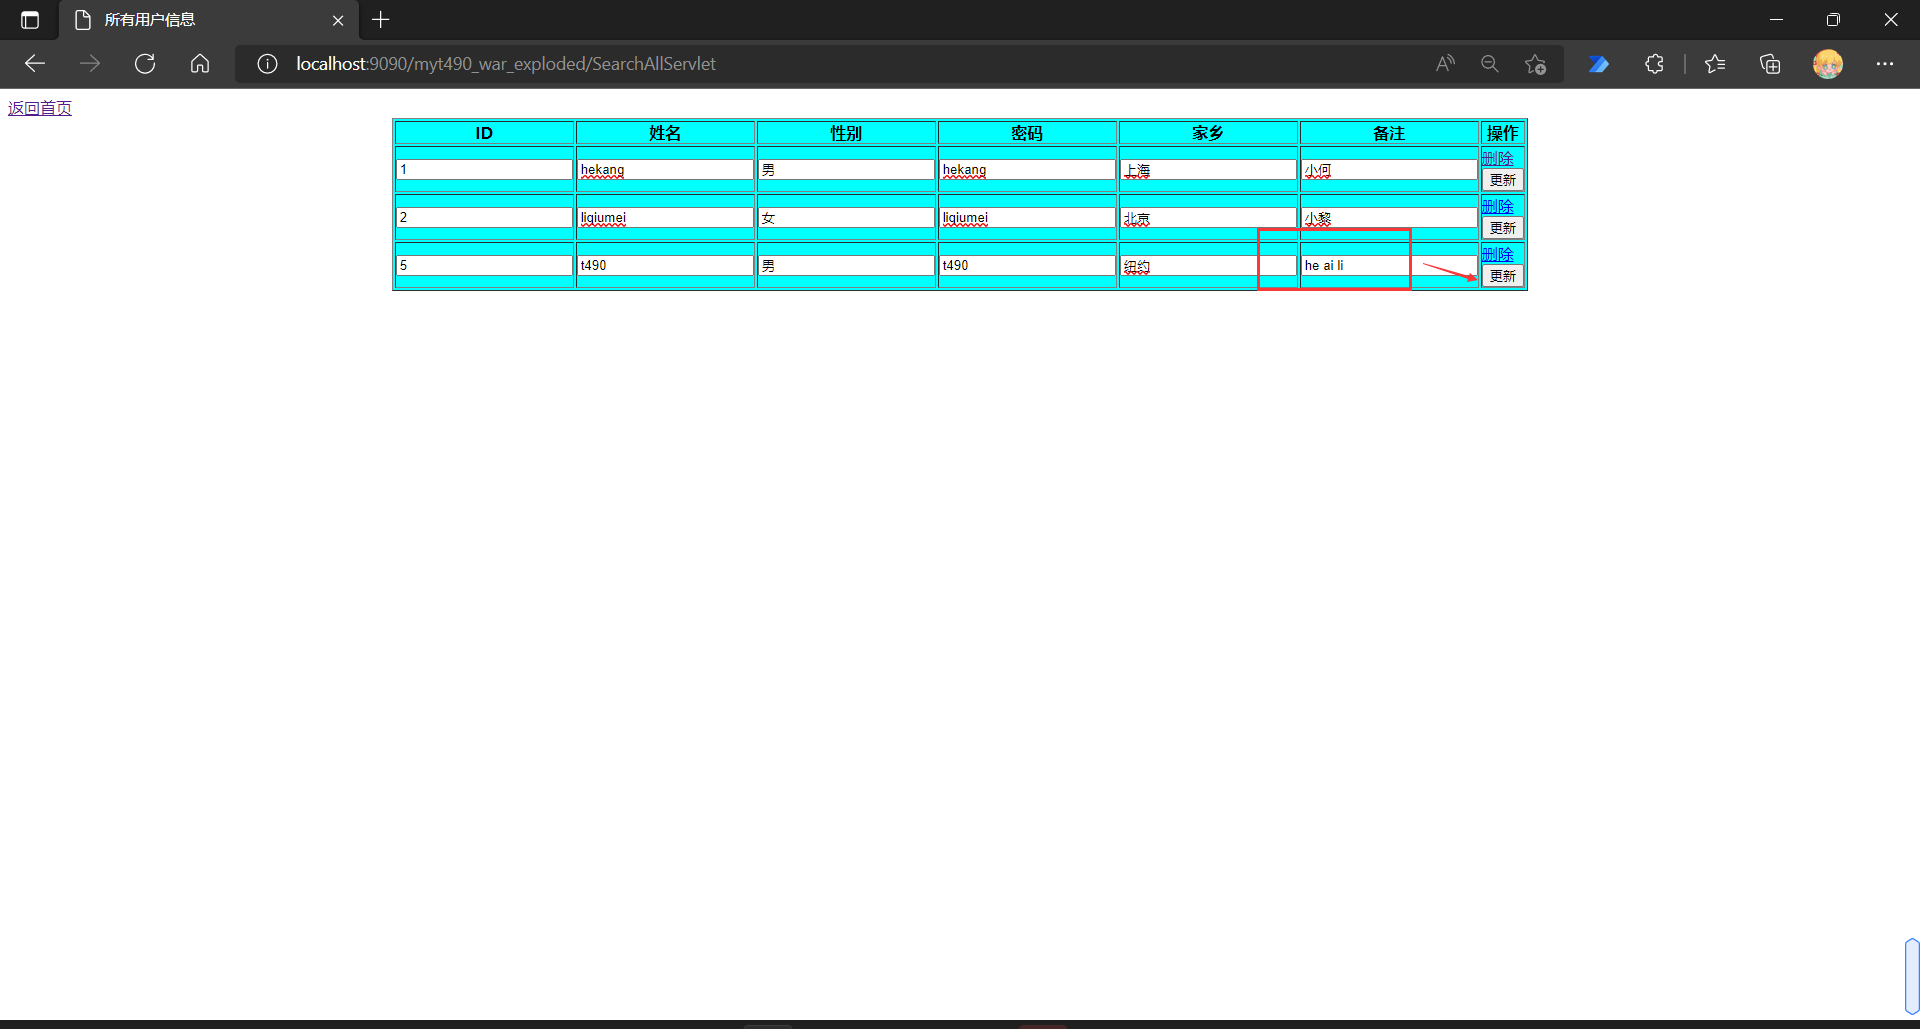 所有用户信息
localhost:9090/myt490_war_exploded/SearchAllServlet
返回首页
ID 姓名 性别 密码 家乡 备注 操作
1 hekang 男 hekang 上海 小何 删除 更新
2 liqiumei 女 liqiumei 北京 小黎 删除 更新
5 t490 男 t490 纽约 he ai li 删除 更新